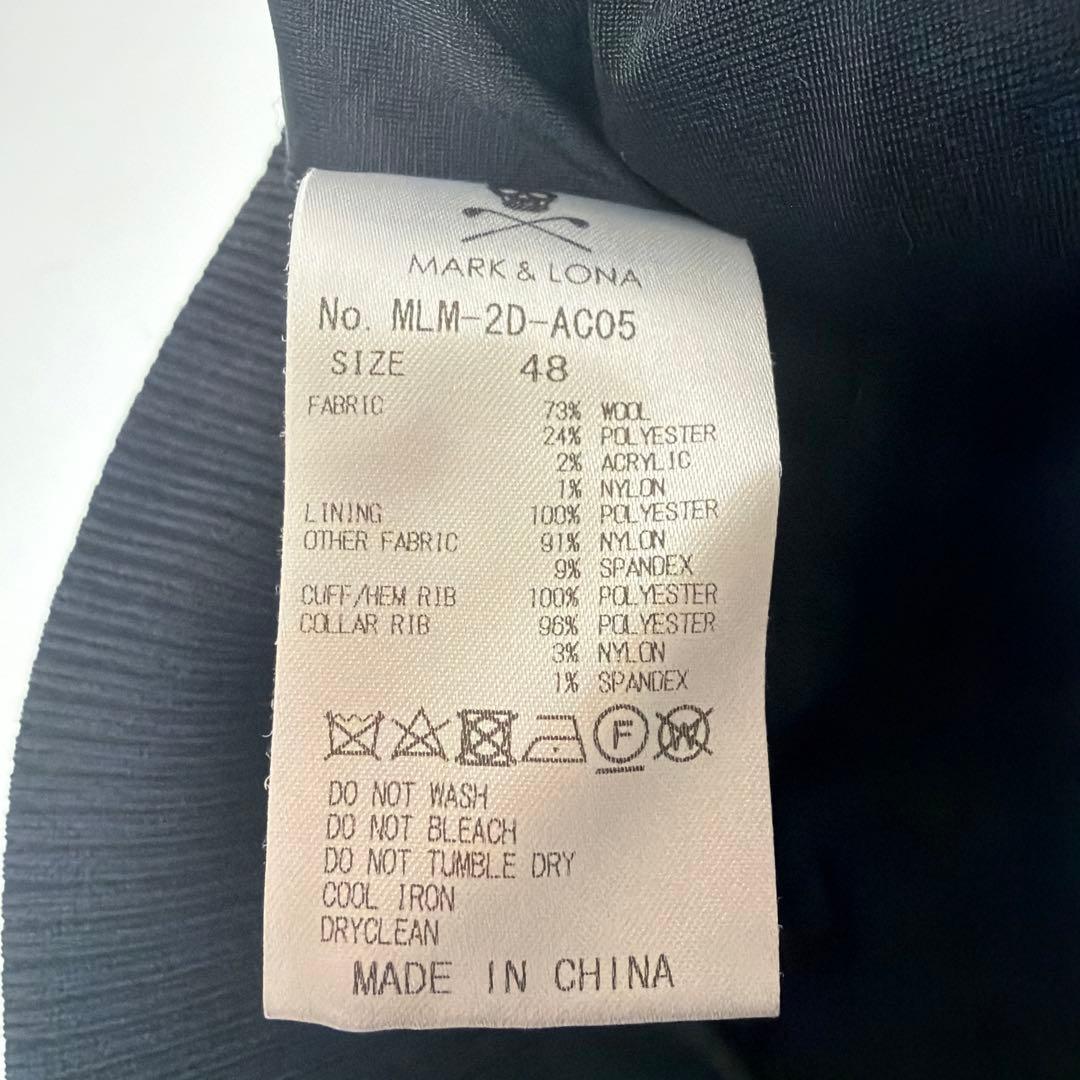 MARK & LONA
No. MLM-2D-AC05
SIZE 48
FABRIC 73% WOOL
24% POLYESTER
2% ACRYLIC
1% NYLON
LINING 100% POLYESTER
OTHER FABRIC 91% NYLON
9% SPANDEX
CUFF/HEM RIB 100% POLYESTER
COLLAR RIB 96% POLYESTER
3% NYLON
1% SPANDEX
F W
DO NOT WASH
DO NOT BLEACH
DO NOT TUMBLE DRY
COOL IRON
DRYCLEAN
MADE IN CHINA